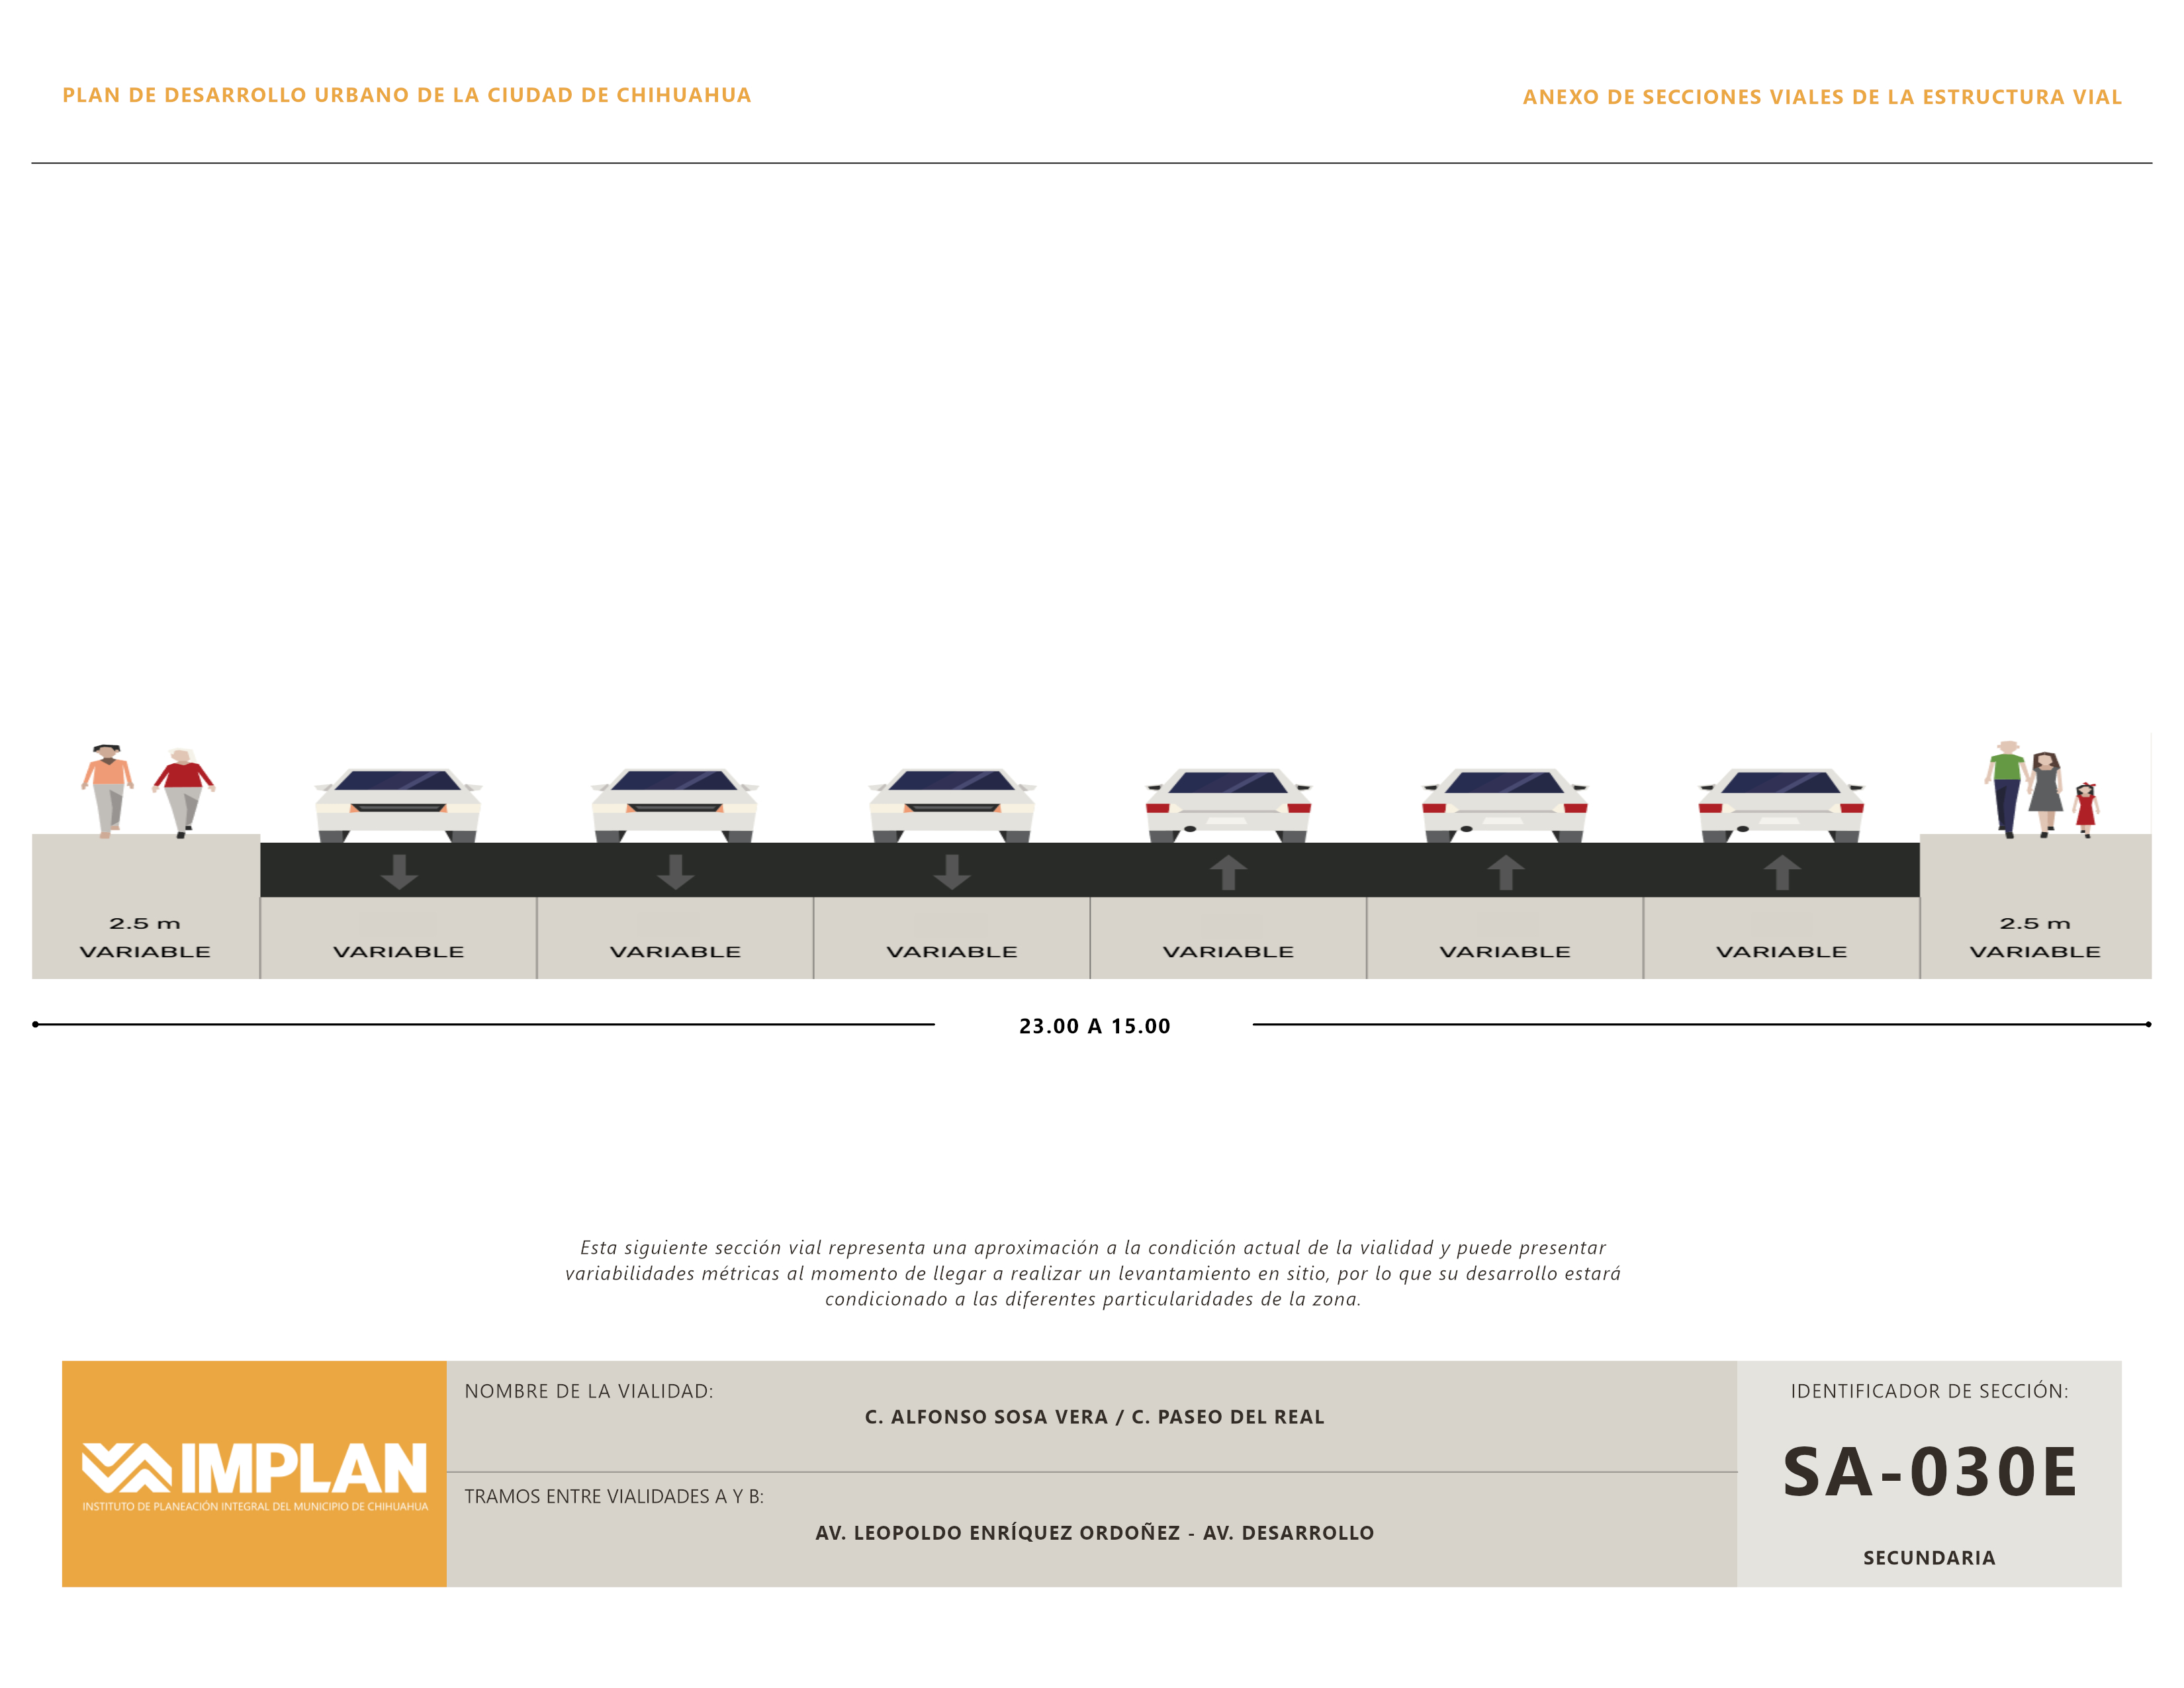 PLAN DE DESARROLLO URBANO DE LA CIUDAD DE CHIHUAHUA
ANEXO DE SECCIONES VIALES DE LA ESTRUCTURA VIAL
2.5 m
VARIABLE
VARIABLE
VARIABLE
VARIABLE
VARIABLE
VARIABLE
VARIABLE
2.5 m
VARIABLE
23.00 A 15.00
Esta siguiente sección vial representa una aproximación a la condición actual de la vialidad y puede presentar
variabilidades métricas al momento de llegar a realizar un levantamiento en sitio, por lo que su desarrollo estará
condicionado a las diferentes particularidades de la zona.
IMPLAN
INSTITUTO DE PLANEACIÓN INTEGRAL DEL MUNICIPIO DE CHIHUAHUA
NOMBRE DE LA VIALIDAD:
C. ALFONSO SOSA VERA / C. PASEO DEL REAL
TRAMOS ENTRE VIALIDADES A Y B:
AV. LEOPOLDO ENRÍQUEZ ORDOÑEZ - AV. DESARROLLO
IDENTIFICADOR DE SECCIÓN:
SA-030E
SECUNDARIA